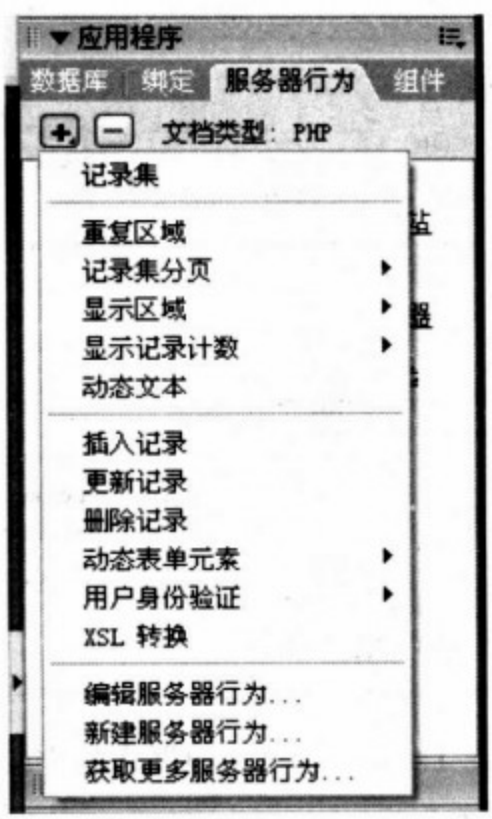 应用程序
数据库 绑定 服务器行为 组件
文档类型: PHP
记录集
重复区域
记录集分页
显示区域
显示记录计数
动态文本
插入记录
更新记录
删除记录
动态表单元素
用户身份验证
XSL 转换
编辑服务器行为...
新建服务器行为...
获取更多服务器行为...